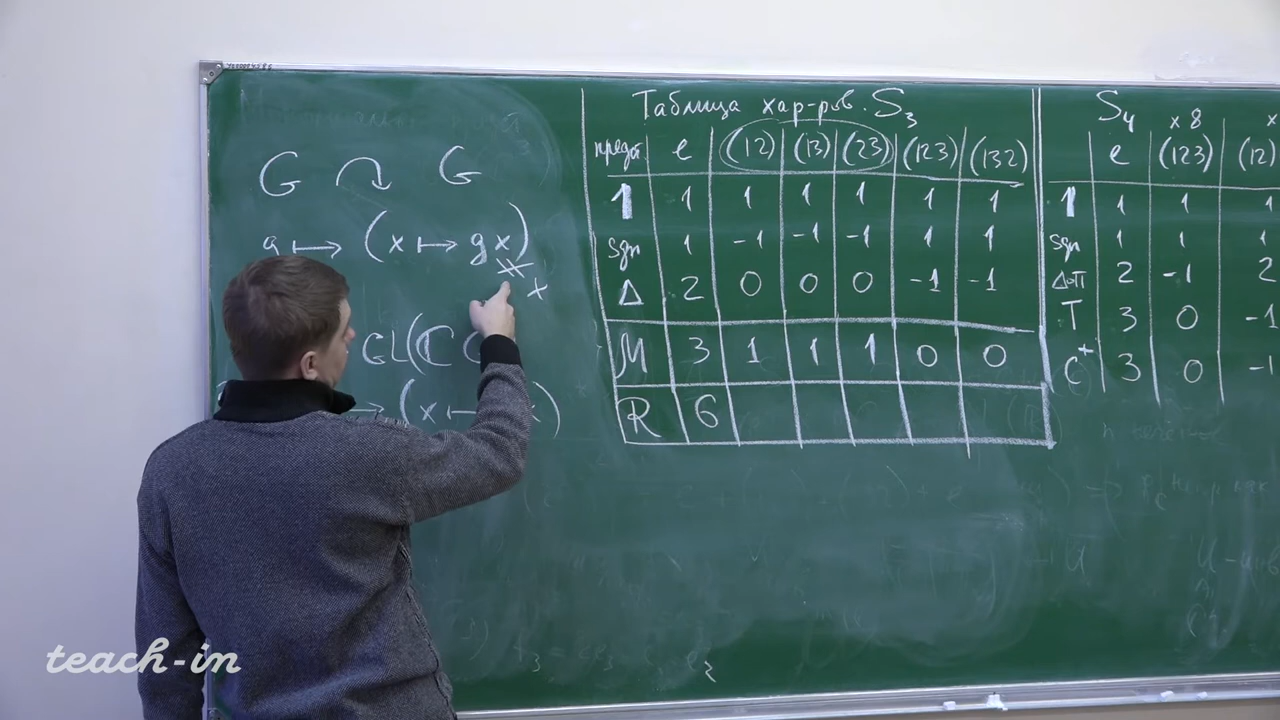 G ↷ G
g ⟼ (x ⟼ gx)
x
GL(ℂ
⟼ (x ⟼ x)
Таблица хар-ров. S₃
предст e (12) (13) (23) (123) (132)
1 1 1 1 1 1 1
sgn 1 -1 -1 -1 1 1
Δ 2 0 0 0 -1 -1
M 3 1 1 1 0 0
R 6
S₄ x 8 x
e (123) (12)
1 1 1 1
sgn 1 1 1
2 -1 2
T 3 0 -1
C⁺ 3 0 -1
teach-in